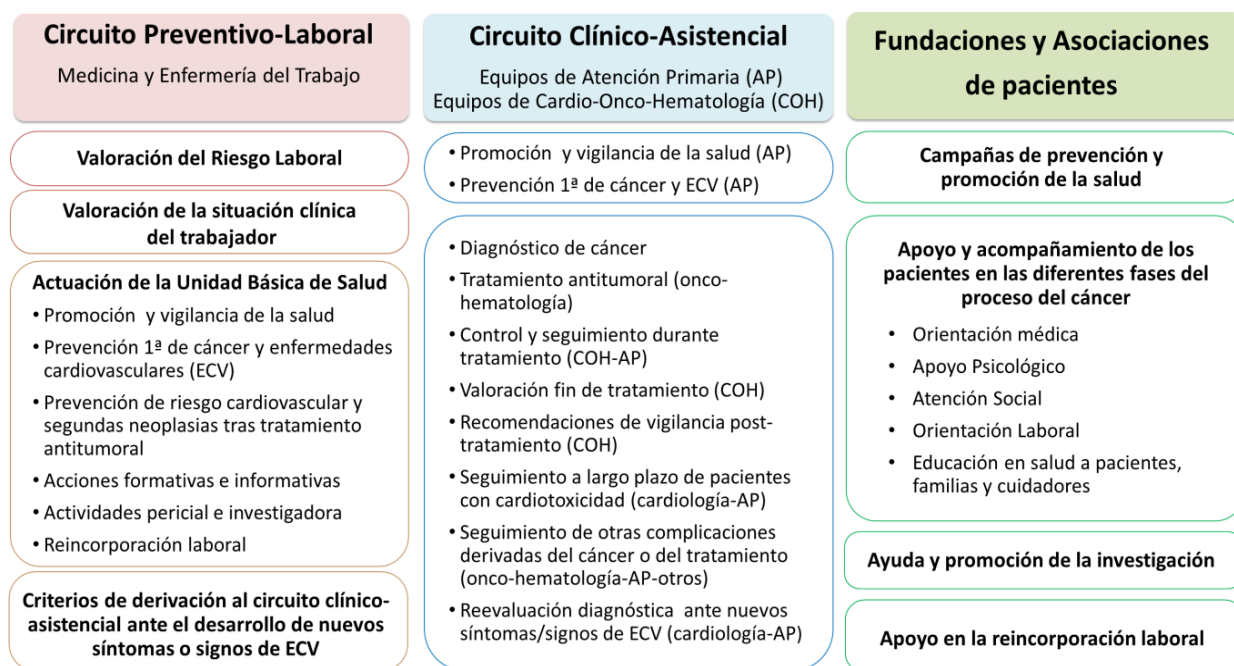 Circuito Preventivo-Laboral
Medicina y Enfermería del Trabajo
Valoración del Riesgo Laboral
Valoración de la situación clínica
del trabajador
Actuación de la Unidad Básica de Salud
• Promoción y vigilancia de la salud
• Prevención 1ª de cáncer y enfermedades
cardiovasculares (ECV)
• Prevención de riesgo cardiovascular y
segundas neoplasias tras tratamiento
antitumoral
• Acciones formativas e informativas
• Actividades pericial e investigadora
• Reincorporación laboral
Criterios de derivación al circuito clínico-
asistencial ante el desarrollo de nuevos
síntomas o signos de ECV
Circuito Clínico-Asistencial
Equipos de Atención Primaria (AP)
Equipos de Cardio-Onco-Hematología (COH)
• Promoción y vigilancia de la salud (AP)
• Prevención 1ª de cáncer y ECV (AP)
• Diagnóstico de cáncer
• Tratamiento antitumoral (onco-
hematología)
• Control y seguimiento durante
tratamiento (COH-AP)
• Valoración fin de tratamiento (COH)
• Recomendaciones de vigilancia post-
tratamiento (COH)
• Seguimiento a largo plazo de pacientes
con cardiotoxicidad (cardiología-AP)
• Seguimiento de otras complicaciones
derivadas del cáncer o del tratamiento
(onco-hematología-AP-otros)
• Reevaluación diagnóstica ante nuevos
síntomas/signos de ECV (cardiología-AP)
Fundaciones y Asociaciones
de pacientes
Campañas de prevención y
promoción de la salud
Apoyo y acompañamiento de los
pacientes en las diferentes fases del
proceso del cáncer
• Orientación médica
• Apoyo Psicológico
• Atención Social
• Orientación Laboral
• Educación en salud a pacientes,
familias y cuidadores
Ayuda y promoción de la investigación
Apoyo en la reincorporación laboral